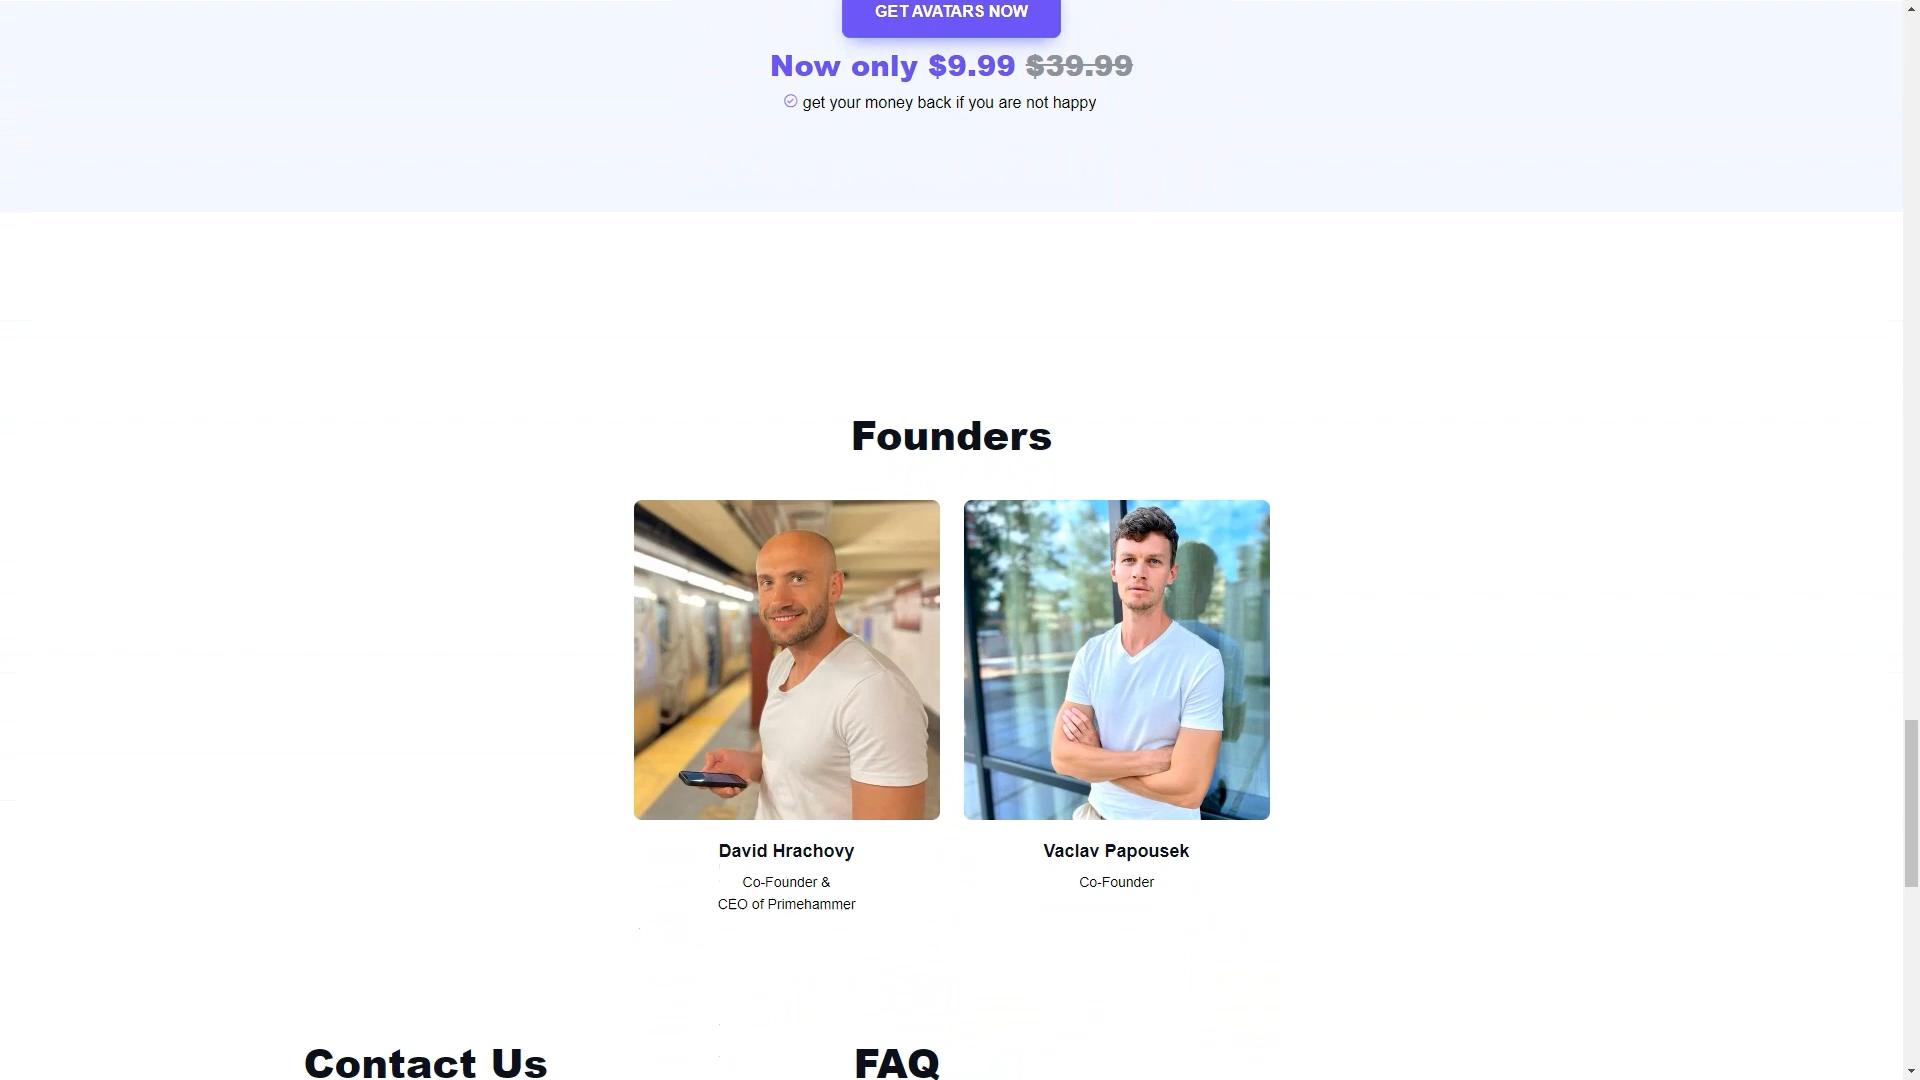 GET AVATARS NOW
Now only $9.99 $39.99
get your money back if you are not happy
Founders
David Hrachovy
Co-Founder &
CEO of Primehammer
Vaclav Papousek
Co-Founder
Contact Us
FAQ